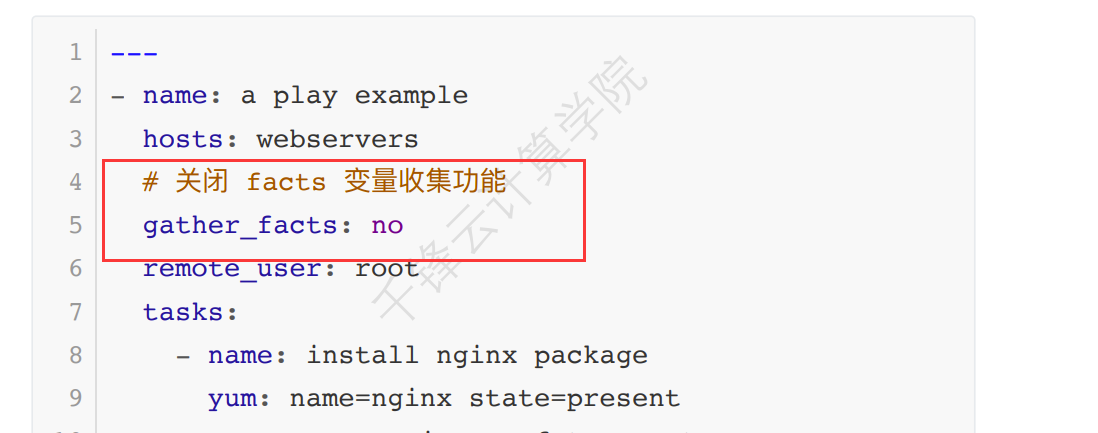 1 ---
2 - name: a play example
3 hosts: webservers
4 # 关闭 facts 变量收集功能
5 gather_facts: no
6 remote_user: root
7 tasks:
8 - name: install nginx package
9 yum: name=nginx state=present
千锋云计算学院